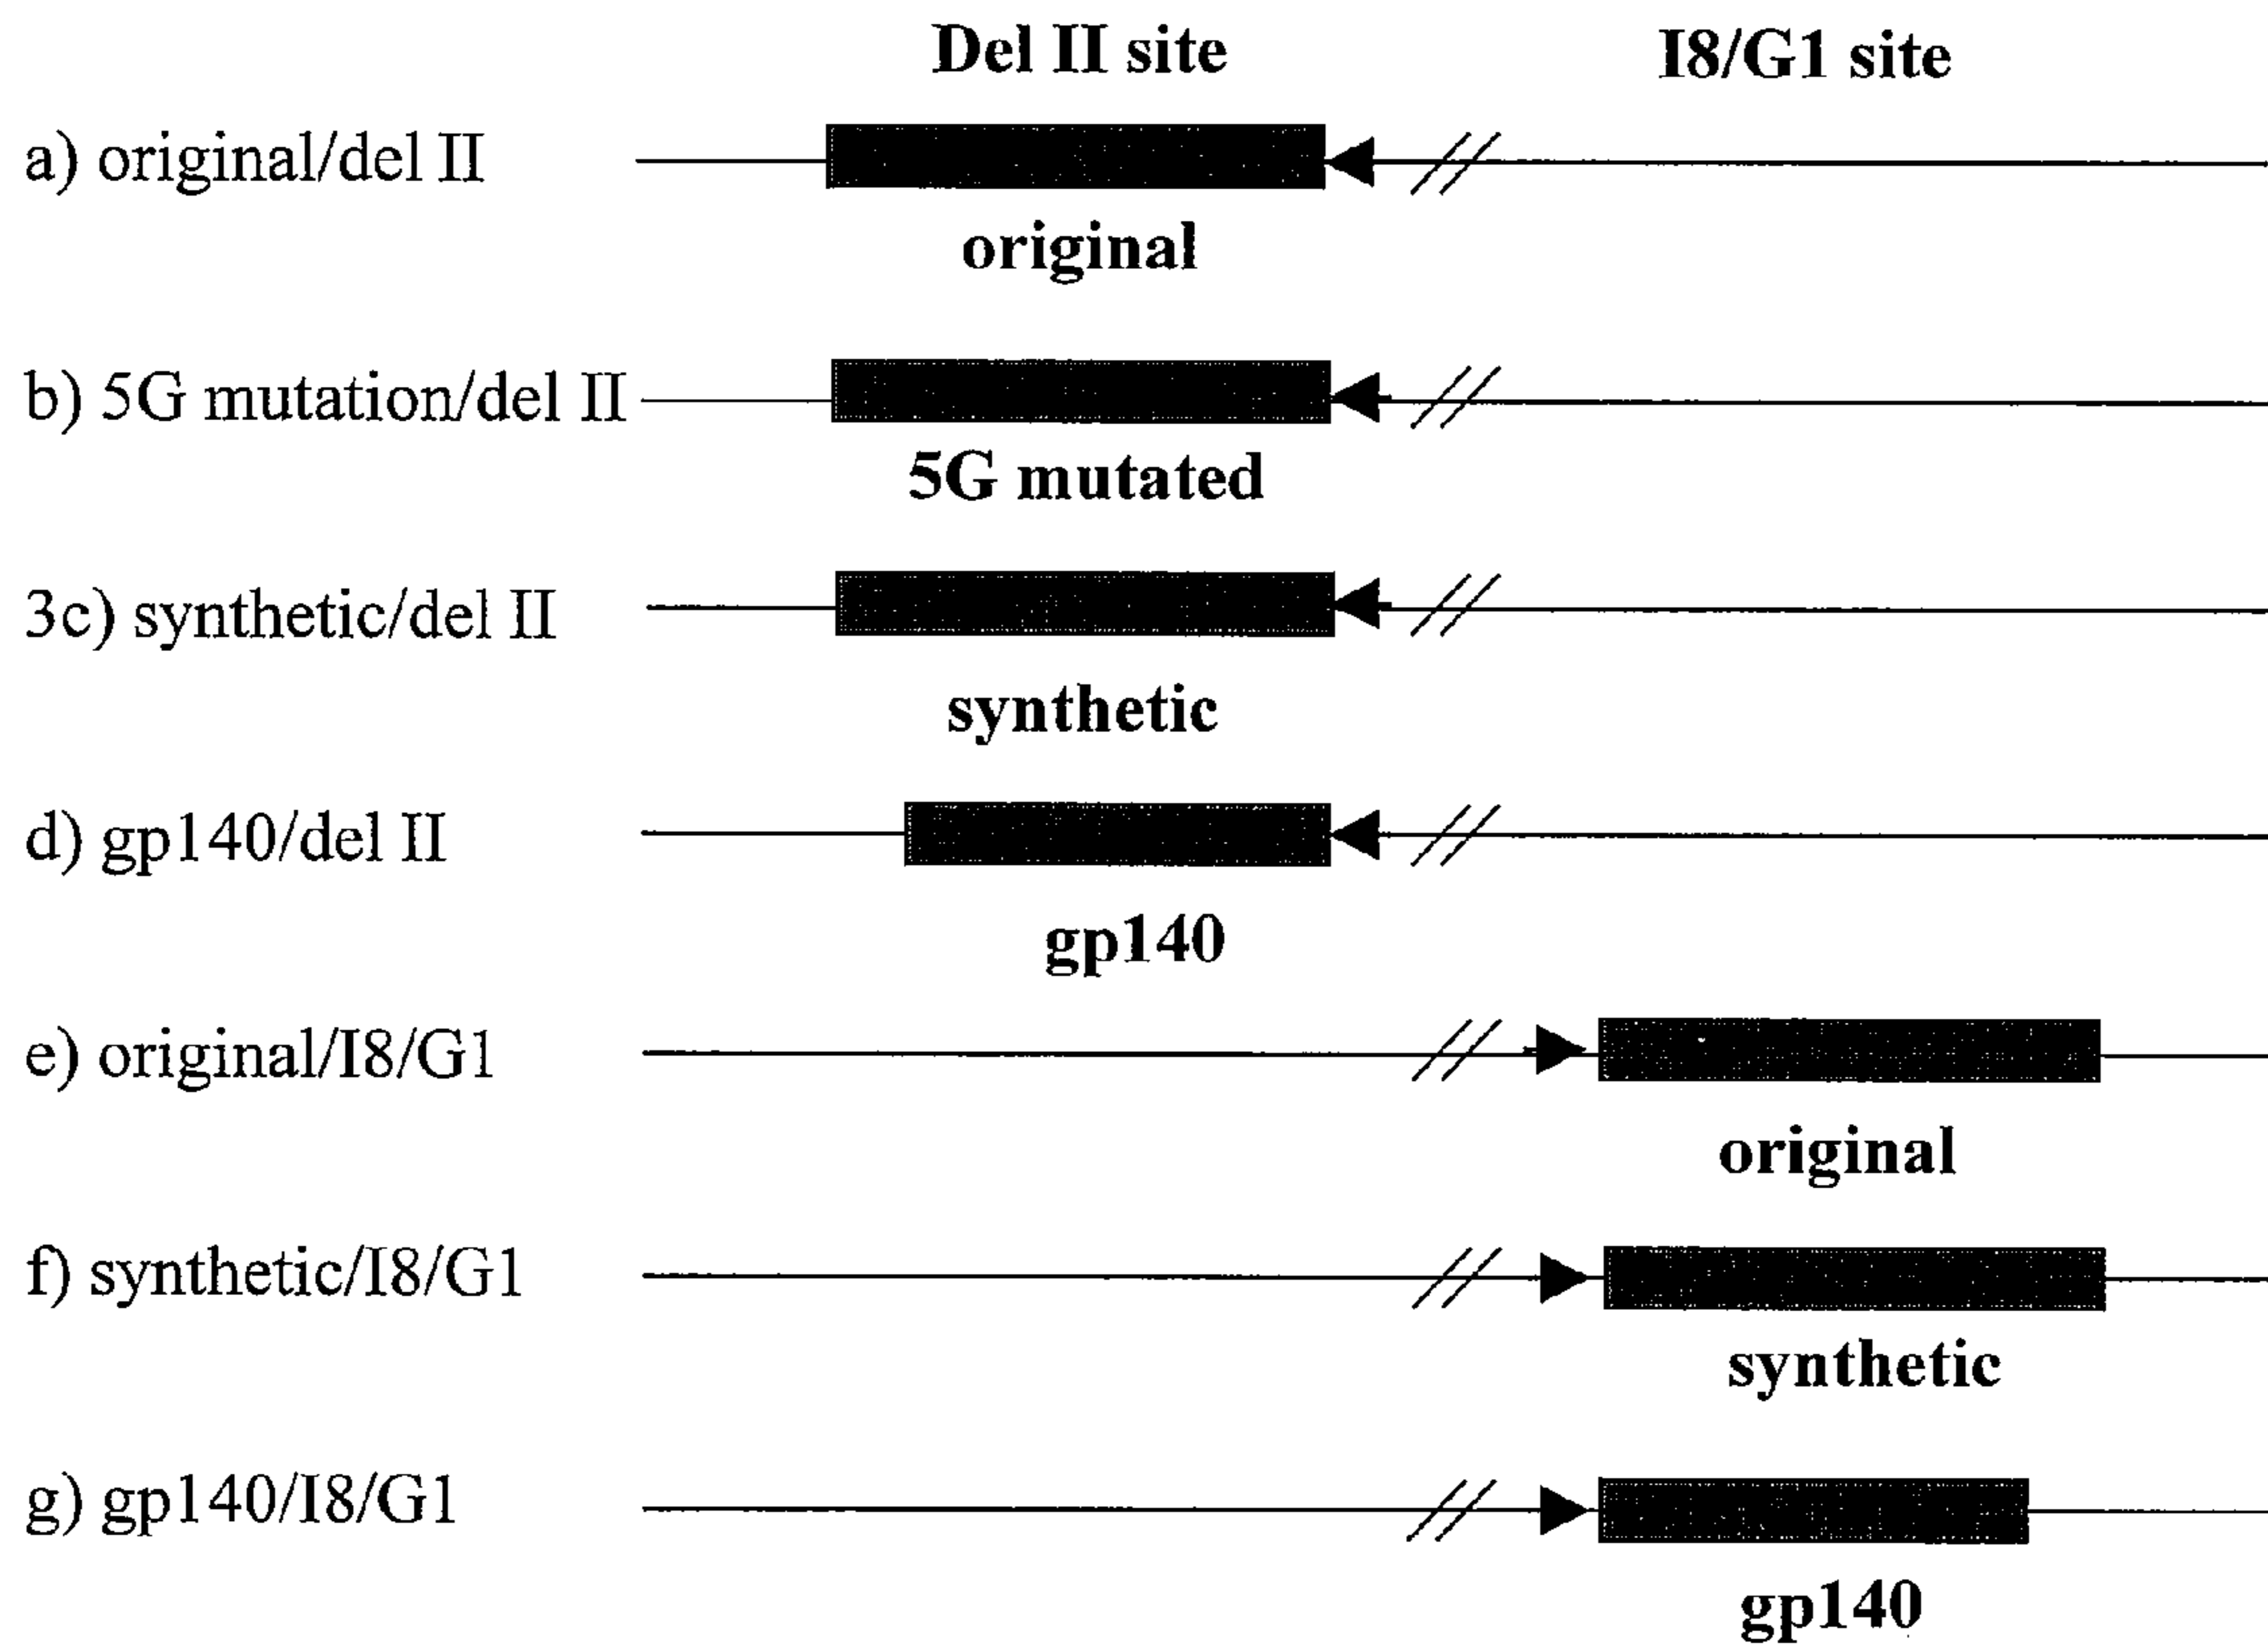 Del II site
I8/G1 site
a) original/del II
original
b) 5G mutation/del II
5G mutated
3c) synthetic/del II
synthetic
d) gp140/del II
gp140
e) original/I8/G1
original
f) synthetic/I8/G1
synthetic
g) gp140/I8/G1
gp140